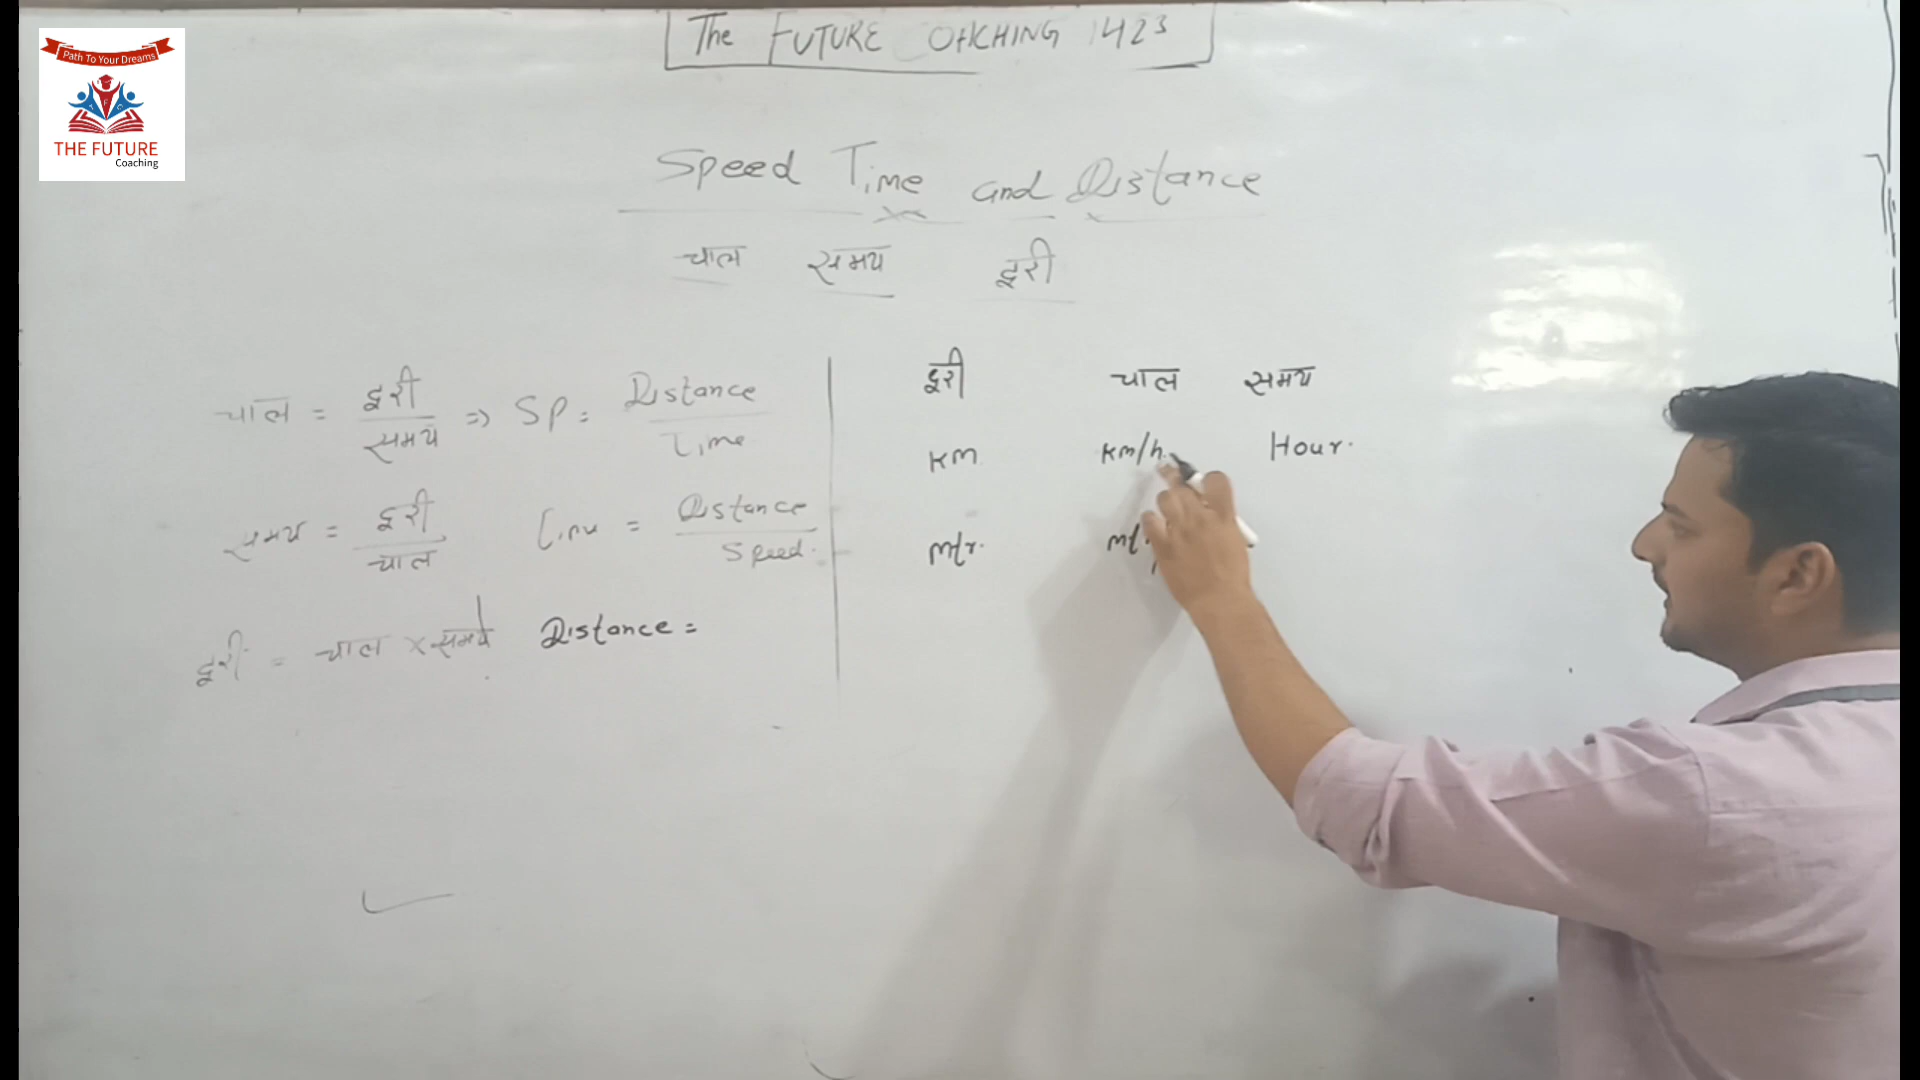 Path To Your Dreams
T F C
THE FUTURE
Coaching
The FUTURE COACHING 1423
Speed Time and Distance
चाल समय दूरी
चाल = दूरी / समय => SP = Distance / Time
समय = दूरी / चाल Time = Distance / Speed.
दूरी = चाल × समय Distance =
दूरी चाल समय
KM Km/h. Hour.
mtr.